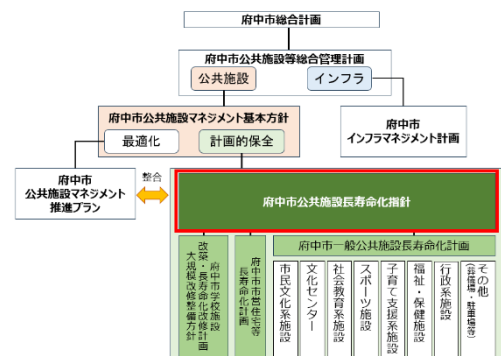 府中市総合計画
府中市公共施設等総合管理計画
公共施設
インフラ
府中市公共施設マネジメント基本方針
最適化
計画的保全
府中市
インフラマネジメント計画
府中市
公共施設マネジメント
推進プラン
整合
府中市公共施設長寿命化指針
府中市学校施設
改築・長寿命化改修計画
大規模改修整備方針
府中市市営住宅等
長寿命化計画
府中市一般公共施設長寿命化計画
市民文化系施設
文化センター
社会教育系施設
スポーツ施設
子育て支援系施設
福祉・保健施設
行政系施設
その他
(葬儀場・駐車場等)